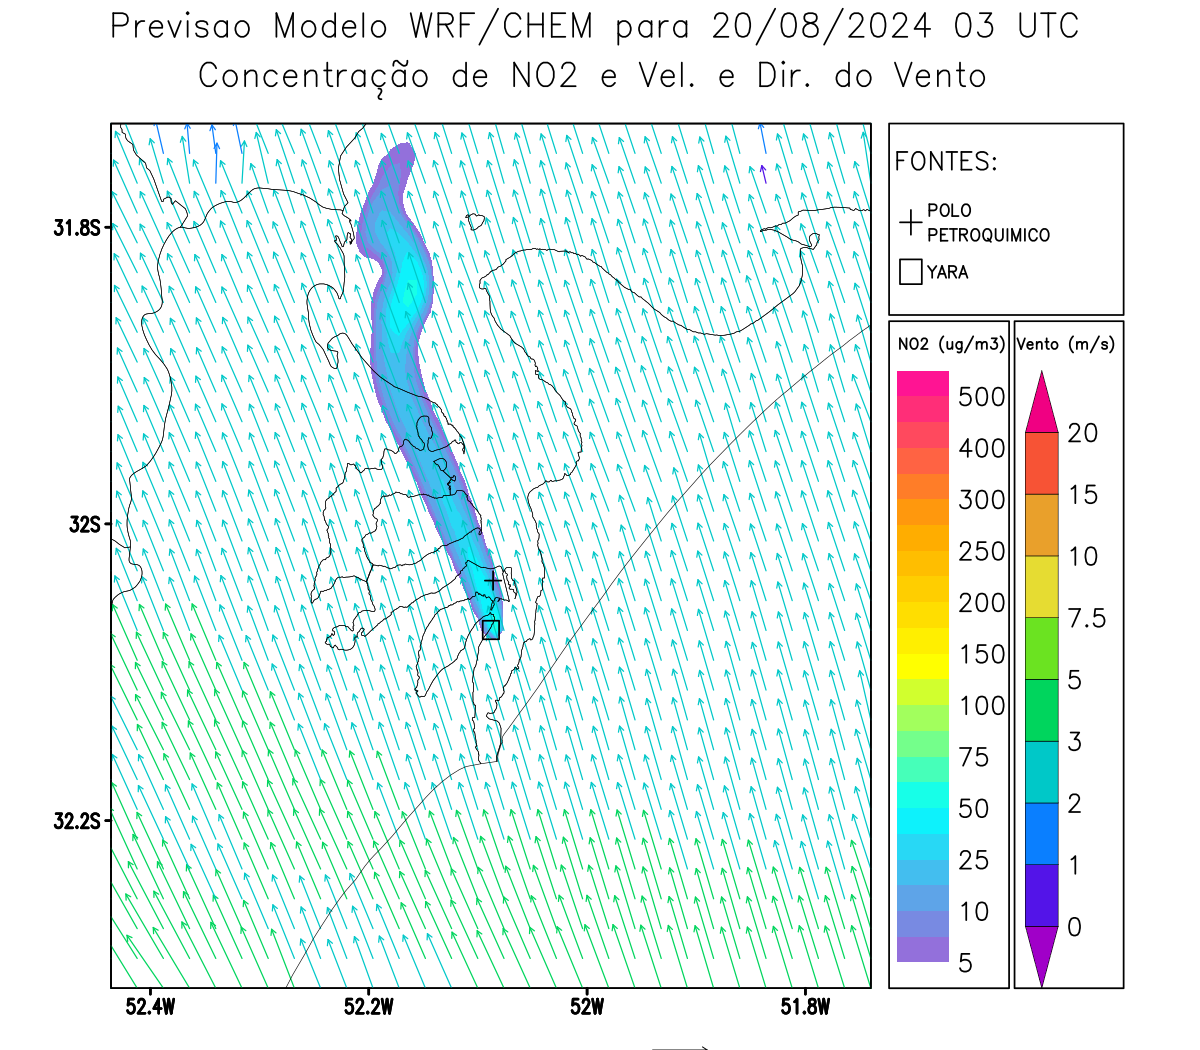 Previsao Modelo WRF/CHEM para 20/08/2024 03 UTC
Concentração de NO2 e Vel. e Dir. do Vento
FONTES:
POLO
PETROQUIMICO
YARA
NO2 (ug/m3)
500
400
300
250
200
150
100
75
50
25
10
5
Vento (m/s)
20
15
10
7.5
5
3
2
1
0
31.8S
32S
32.2S
52.4W
52.2W
52W
51.8W